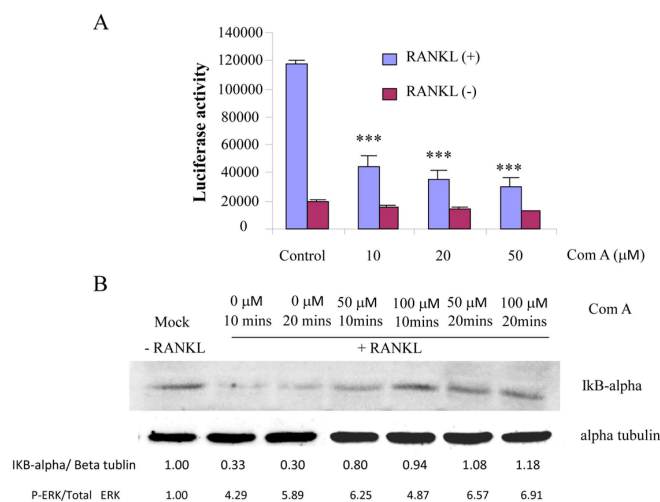 A
Luciferase activity
140000
120000
100000
80000
60000
40000
20000
0
RANKL (+)
RANKL (-)
*** *** ***
Control 10 20 50 Com A (μM)
B
0 μM 0 μM 50 μM 100 μM 50 μM 100 μM Com A
Mock 10 mins 20 mins 10mins 10mins 20mins 20mins
- RANKL + RANKL
IkB-alpha
alpha tubulin
IKB-alpha/ Beta tublin 1.00 0.33 0.30 0.80 0.94 1.08 1.18
P-ERK/Total ERK 1.00 4.29 5.89 6.25 4.87 6.57 6.91